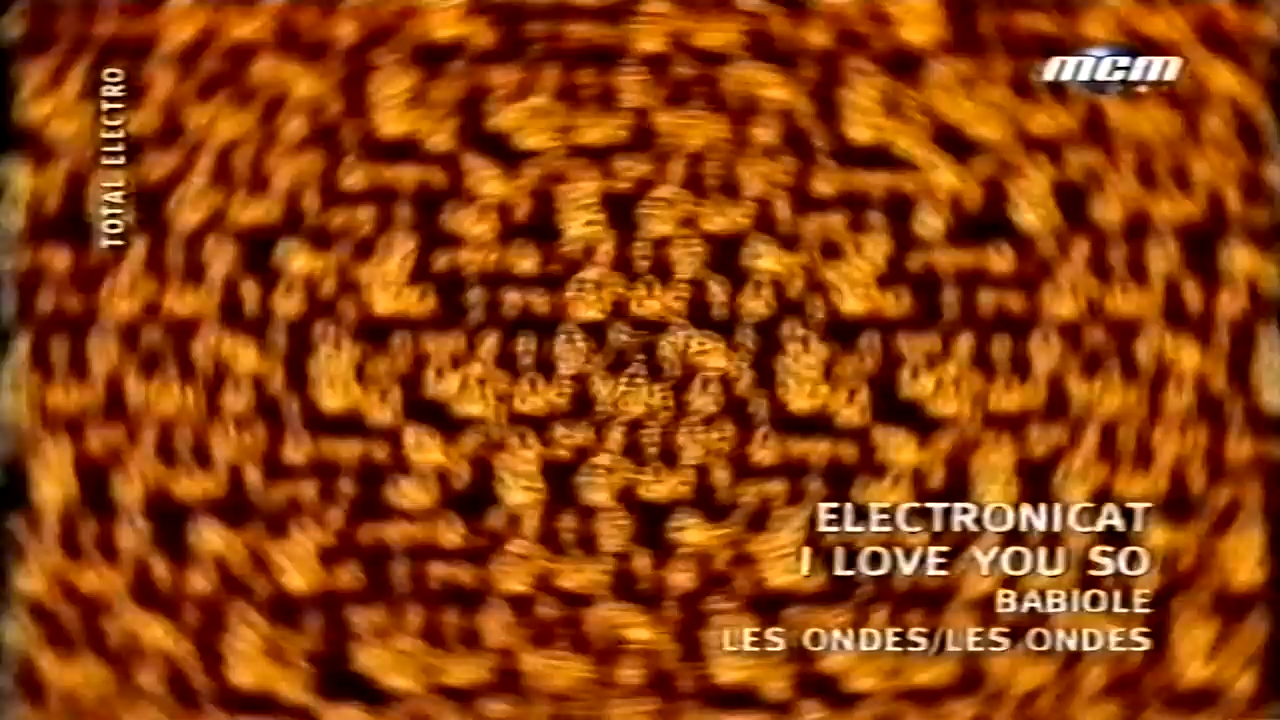 TOTAL ELECTRO
mcm
ELECTRONICAT
I LOVE YOU SO
BABIOLE
LES ONDES/LES ONDES